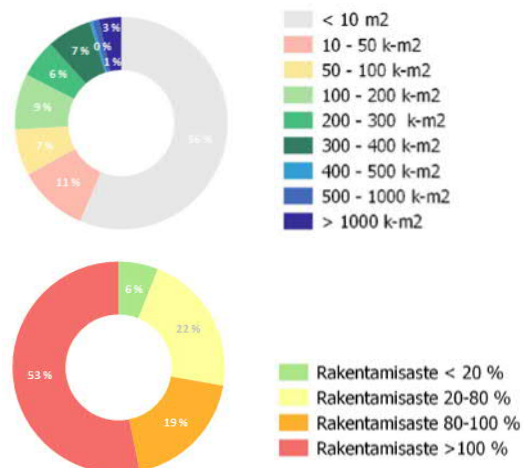 3 %
7 %
0 %
1 %
6 %
9 %
56 %
7 %
11 %
< 10 m2
10 - 50 k-m2
50 - 100 k-m2
100 - 200 k-m2
200 - 300 k-m2
300 - 400 k-m2
400 - 500 k-m2
500 - 1000 k-m2
> 1000 k-m2
6 %
22 %
53 %
19 %
Rakentamisaste < 20 %
Rakentamisaste 20-80 %
Rakentamisaste 80-100 %
Rakentamisaste >100 %